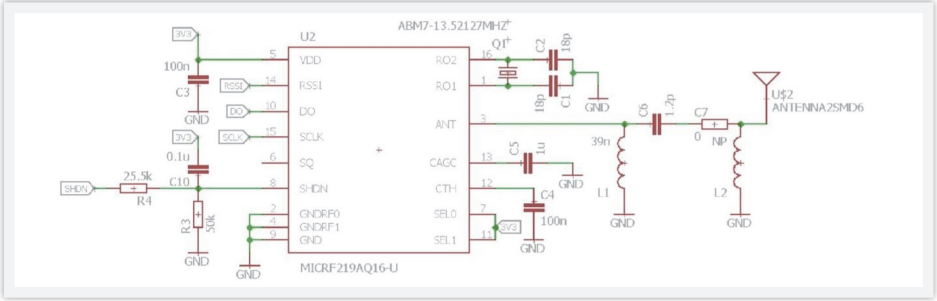 ABM7-13.52127MHZ
3V3
U2
Q1
C2
18p
5
VDD
RO2
16
100n
C3
RSSI
14
RSSI
RO1
1
18p
C1
GND
U$2
ANTENNA2SMD6
GND
DO
10
DO
ANT
3
C6
1.2p
C7
0
NP
3V3
SCLK
15
SCLK
39n
0.1u
C10
6
SQ
CAGC
13
C5
1u
GND
L1
L2
SHDN
25.5k
R4
8
SHDN
CTH
12
C4
100n
R3
50k
2
GNDRF0
SEL0
7
4
GNDRF1
3V3
9
GND
SEL1
11
GND
GND
GND
GND
GND
MICRF219AQ16-U